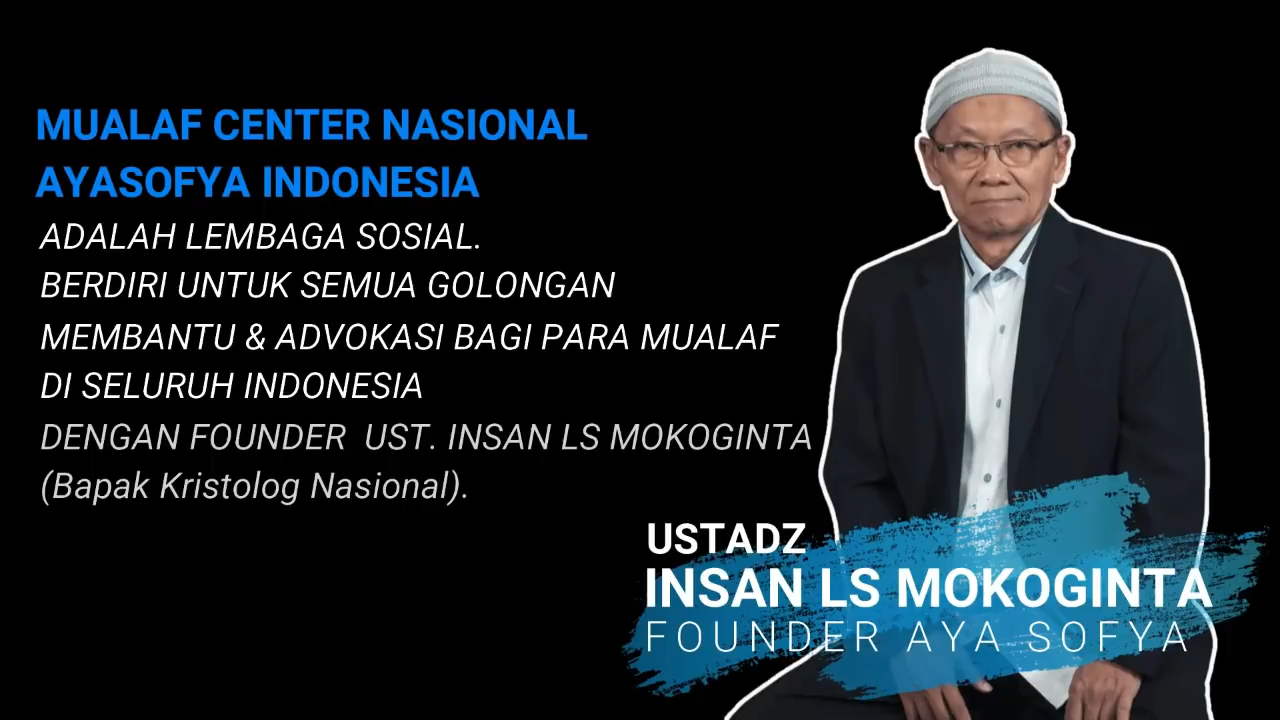 MUALAF CENTER NASIONAL
AYASOFYA INDONESIA
ADALAH LEMBAGA SOSIAL.
BERDIRI UNTUK SEMUA GOLONGAN
MEMBANTU & ADVOKASI BAGI PARA MUALAF
DI SELURUH INDONESIA
DENGAN FOUNDER UST. INSAN LS MOKOGINTA
(Bapak Kristolog Nasional).
USTADZ
INSAN LS MOKOGINTA
FOUNDER AYA SOFYA